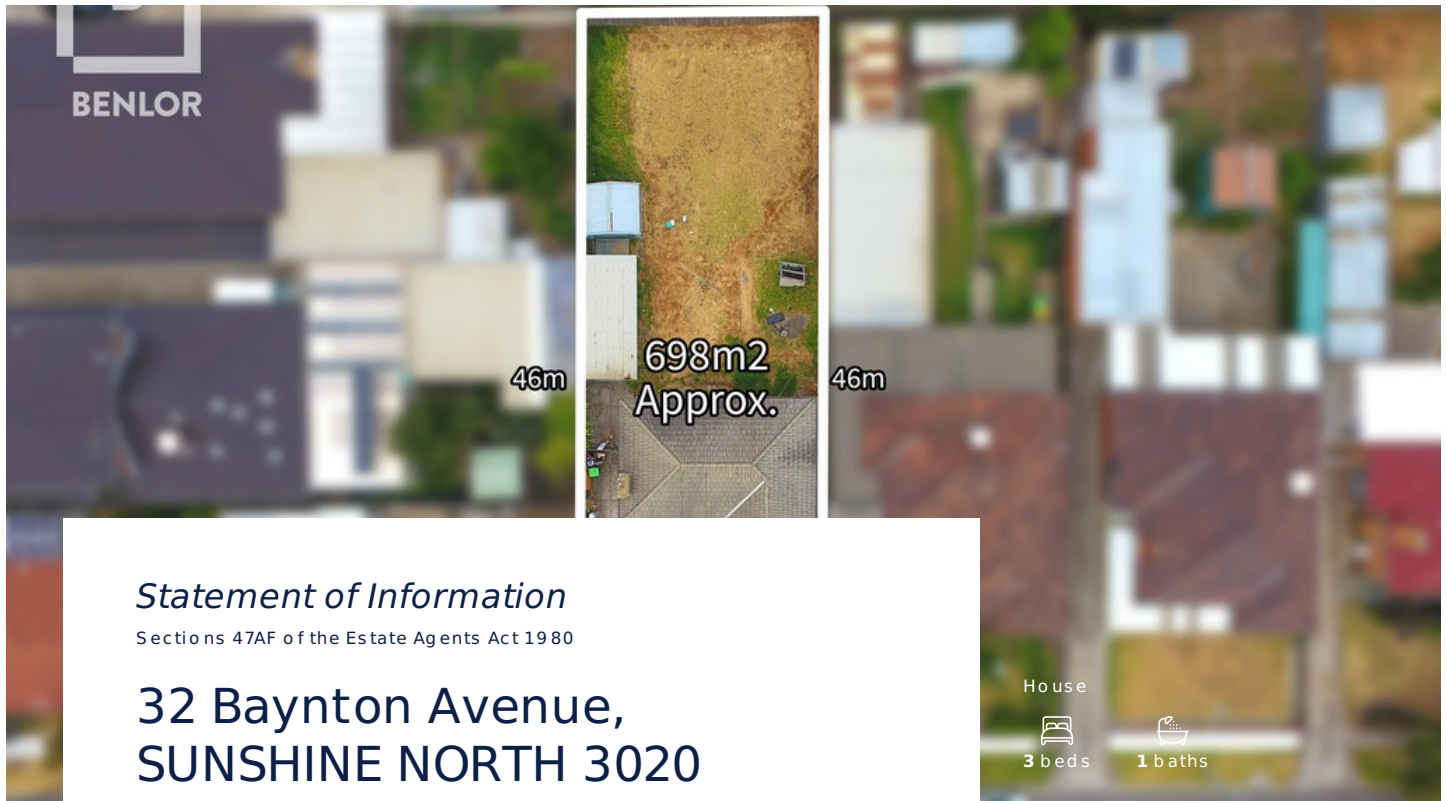 BENLOR
698m2
46m
46m
Approx.
Statement of Information
Sections 47AF of the Estate Agents Act 1980
32 Baynton Avenue,
SUNSHINE NORTH 3020
House
3 beds
1 baths